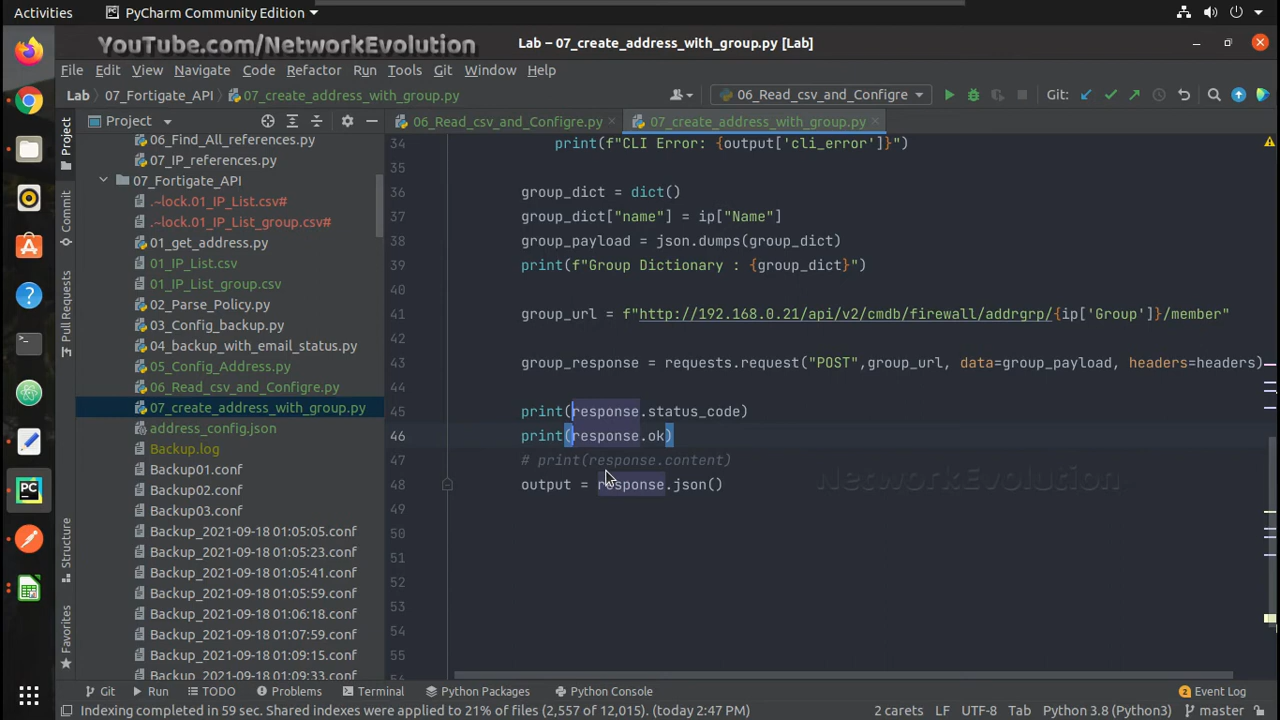 Activities PyCharm Community Edition
YouTube.com/NetworkEvolution
Lab – 07_create_address_with_group.py [Lab]
File Edit View Navigate Code Refactor Run Tools Git Window Help
Lab 07_Fortigate_API 07_create_address_with_group.py 06_Read_csv_and_Configre Git:
Project
06_Read_csv_and_Configre.py 07_create_address_with_group.py
Project
Commit
Pull Requests
Structure
Favorites
06_Find_All_references.py
07_IP_references.py
07_Fortigate_API
.~lock.01_IP_List.csv#
.~lock.01_IP_List_group.csv#
01_get_address.py
01_IP_List.csv
01_IP_List_group.csv
02_Parse_Policy.py
03_Config_backup.py
04_backup_with_email_status.py
05_Config_Address.py
06_Read_csv_and_Configre.py
07_create_address_with_group.py
address_config.json
Backup.log
Backup01.conf
Backup02.conf
Backup03.conf
Backup_2021-09-18 01:05:05.conf
Backup_2021-09-18 01:05:23.conf
Backup_2021-09-18 01:05:41.conf
Backup_2021-09-18 01:05:59.conf
Backup_2021-09-18 01:06:18.conf
Backup_2021-09-18 01:07:59.conf
Backup_2021-09-18 01:09:15.conf
Backup_2021-09-18 01:09:33.conf
34 print(f"CLI Error: {output['cli_error']}")
35
36 group_dict = dict()
37 group_dict["name"] = ip["Name"]
38 group_payload = json.dumps(group_dict)
39 print(f"Group Dictionary : {group_dict}")
40
41 group_url = f"http://192.168.0.21/api/v2/cmdb/firewall/addrgrp/{ip['Group']}/member"
42
43 group_response = requests.request("POST",group_url, data=group_payload, headers=headers)
44
45 print(response.status_code)
46 print(response.ok)
47 # print(response.content)
48 output = response.json()
49
50
51
52
53
54
55
NetworkEvolution
Git Run TODO Problems Terminal Python Packages Python Console 2 Event Log
Indexing completed in 59 sec. Shared indexes were applied to 21% of files (2,557 of 12,015). (today 2:47 PM) 2 carets LF UTF-8 Tab Python 3.8 (Python3) master